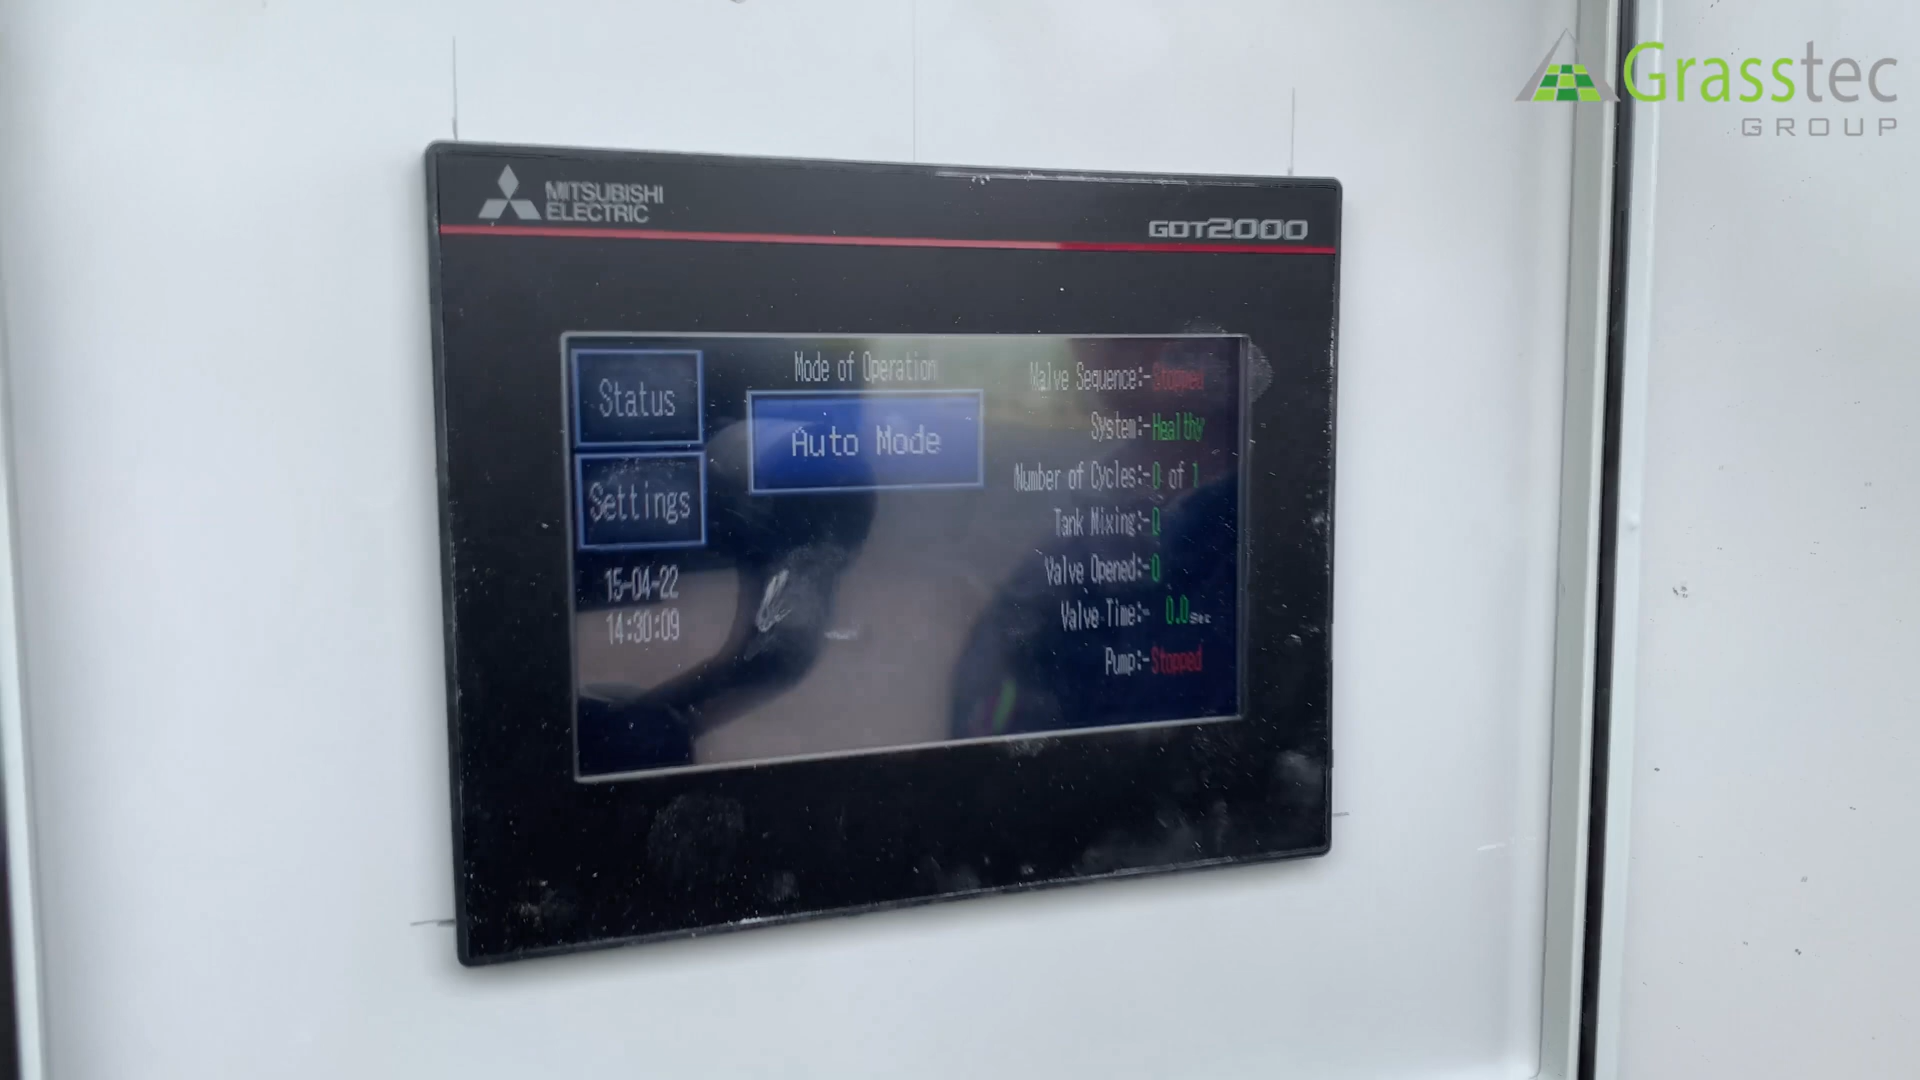 Grasstec
GROUP
MITSUBISHI
ELECTRIC
GOT2000
Status
Settings
15-04-22
14:30:09
Mode of Operation
Auto Mode
Valve Sequence:-Stopped
System:-Healthy
Number of Cycles:-0 of 1
Tank Mixing:-0
Valve Opened:-0
Valve Time:- 0.0Sec
Pump:-Stopped